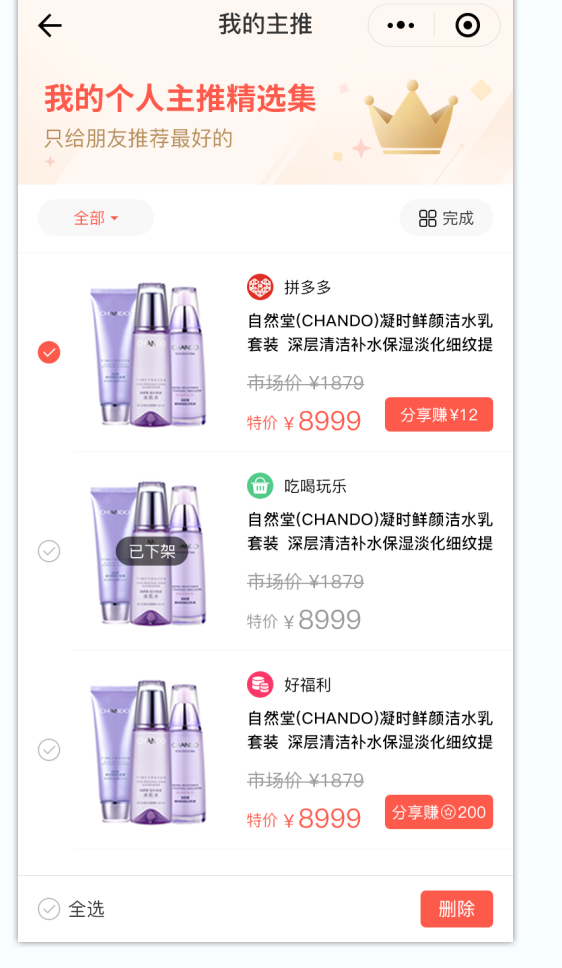 我的主推
我的个人主推精选集
只给朋友推荐最好的
全部
完成
拼多多
自然堂(CHANDO)凝时鲜颜洁水乳
套装 深层清洁补水保湿淡化细纹提
市场价 ¥1879
特价 ¥8999
分享赚¥12
吃喝玩乐
自然堂(CHANDO)凝时鲜颜洁水乳
套装 深层清洁补水保湿淡化细纹提
已下架
市场价 ¥1879
特价 ¥8999
好福利
自然堂(CHANDO)凝时鲜颜洁水乳
套装 深层清洁补水保湿淡化细纹提
市场价 ¥1879
特价 ¥8999
分享赚200
全选
删除